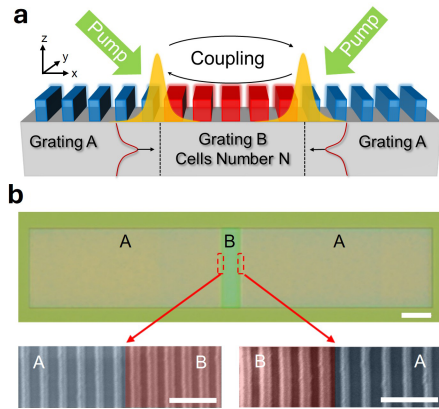 a
Pump
Coupling
Pump
z
y
x
Grating A
Grating B
Cells Number N
Grating A
b
A
B
A
A
B
B
A